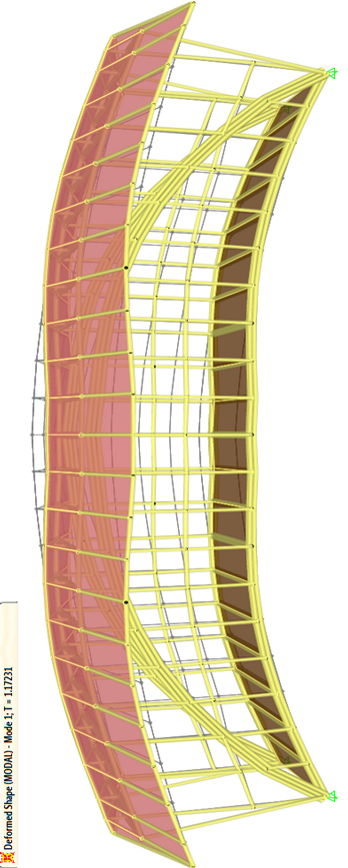 Deformed Shape (MODAL) - Mode 1; T = 1.17231